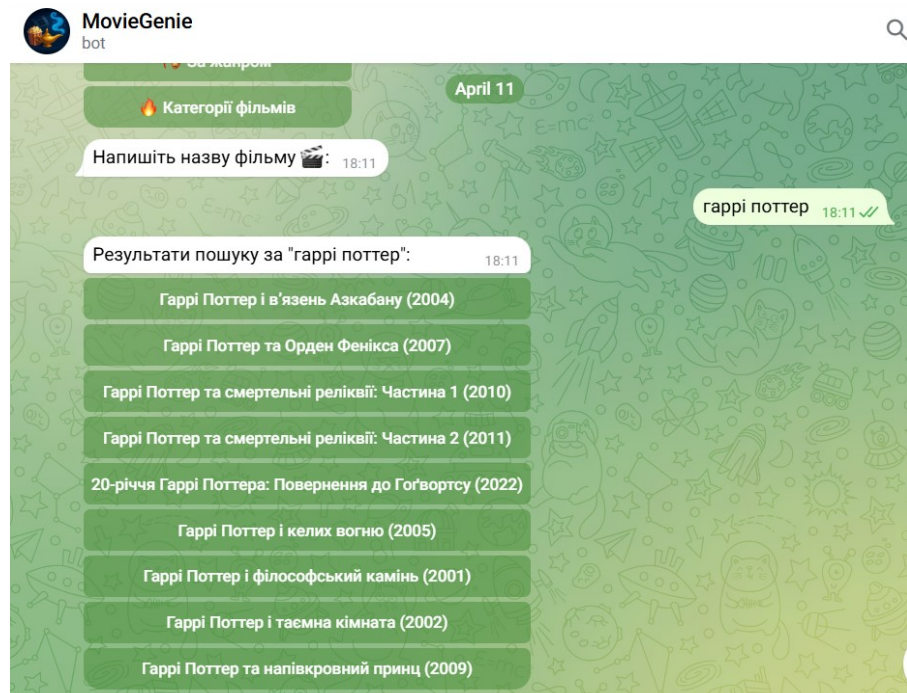 MovieGenie
bot
За жанром
April 11
🔥 Категорії фільмів
Напишіть назву фільму 🎬: 18:11
гаррі поттер 18:11
Результати пошуку за "гаррі поттер": 18:11
Гаррі Поттер і в'язень Азкабану (2004)
Гаррі Поттер та Орден Фенікса (2007)
Гаррі Поттер та смертельні реліквії: Частина 1 (2010)
Гаррі Поттер та смертельні реліквії: Частина 2 (2011)
20-річчя Гаррі Поттера: Повернення до Гоґвортсу (2022)
Гаррі Поттер і келих вогню (2005)
Гаррі Поттер і філософський камінь (2001)
Гаррі Поттер і таємна кімната (2002)
Гаррі Поттер та напівкровний принц (2009)
E=mc²